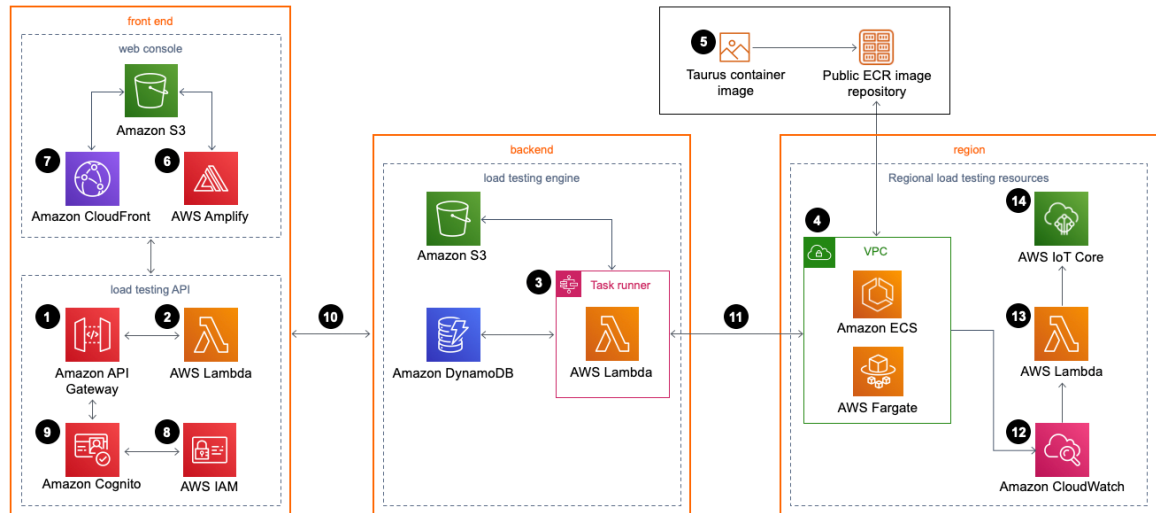 front end
web console
Amazon S3
7
6
Amazon CloudFront
AWS Amplify
load testing API
1
2
Amazon API
Gateway
AWS Lambda
9
8
Amazon Cognito
AWS IAM
10
backend
load testing engine
Amazon S3
3
Task runner
Amazon DynamoDB
AWS Lambda
11
5
Taurus container
image
Public ECR image
repository
region
Regional load testing resources
4
VPC
Amazon ECS
AWS Fargate
14
AWS IoT Core
13
AWS Lambda
12
Amazon CloudWatch